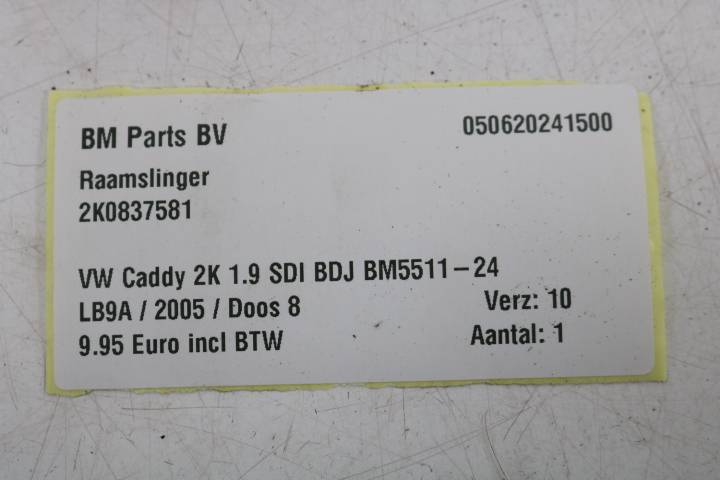 BM Parts BV 050620241500
Raamslinger
2K0837581
VW Caddy 2K 1.9 SDI BDJ BM5511-24
LB9A / 2005 / Doos 8 Verz: 10
9.95 Euro incl BTW Aantal: 1